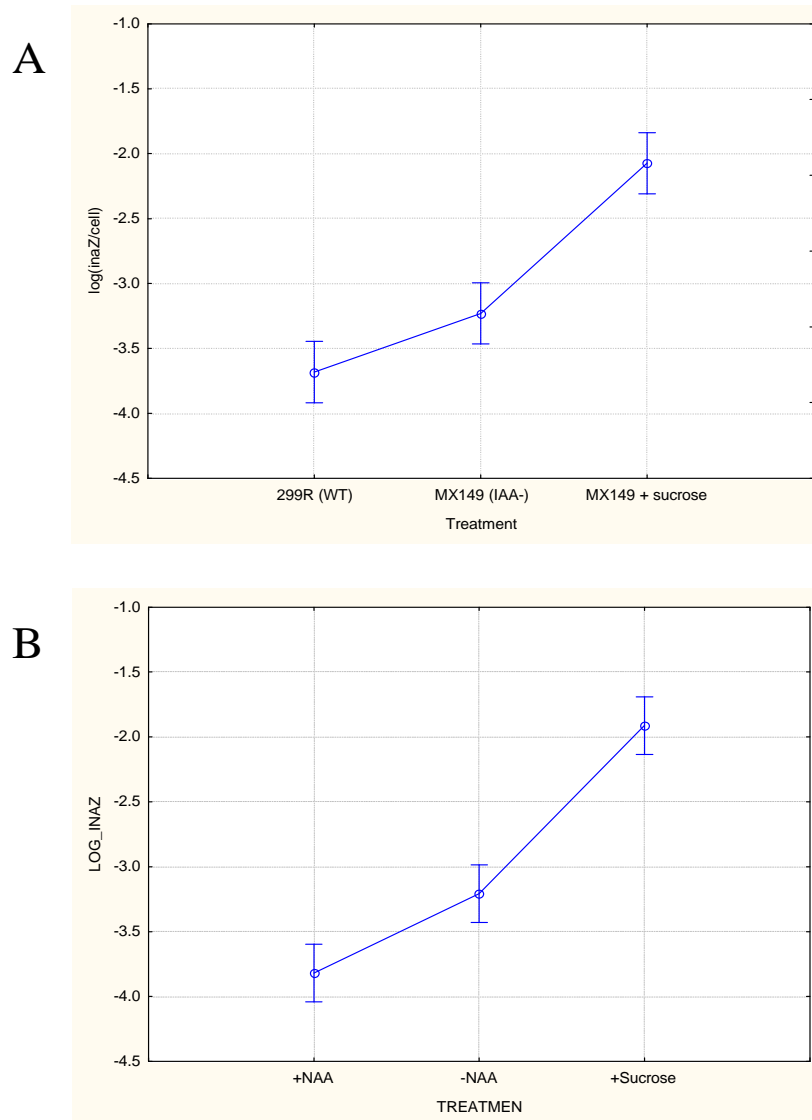 A
-1.0
-1.5
-2.0
-2.5
-3.0
-3.5
-4.0
-4.5
log(inaZ/cell)
299R (WT) MX149 (IAA-) MX149 + sucrose
Treatment
B
-1.0
-1.5
-2.0
-2.5
-3.0
-3.5
-4.0
-4.5
LOG_INAZ
+NAA -NAA +Sucrose
TREATMEN